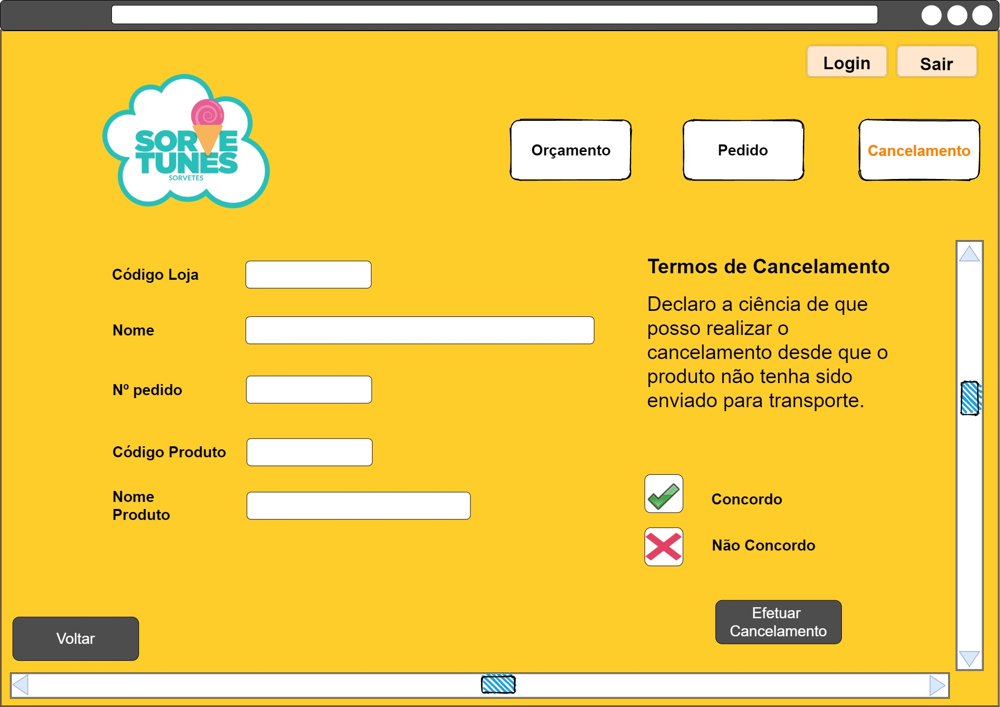 Login
Sair
SORVE
TUNES
SORVETES
Orçamento
Pedido
Cancelamento
Código Loja
Nome
Nº pedido
Código Produto
Nome
Produto
Termos de Cancelamento
Declaro a ciência de que
posso realizar o
cancelamento desde que o
produto não tenha sido
enviado para transporte.
Concordo
Não Concordo
Efetuar
Cancelamento
Voltar